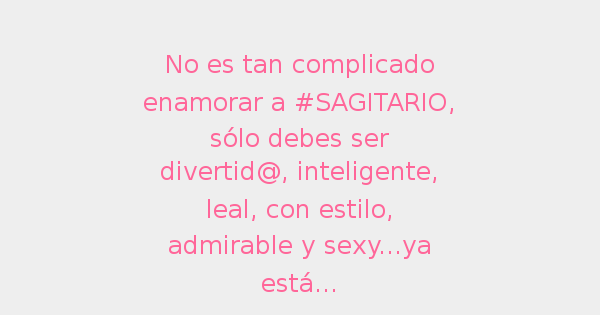 No es tan complicado
enamorar a #SAGITARIO,
sólo debes ser
divertid@, inteligente,
leal, con estilo,
admirable y sexy...ya
está...